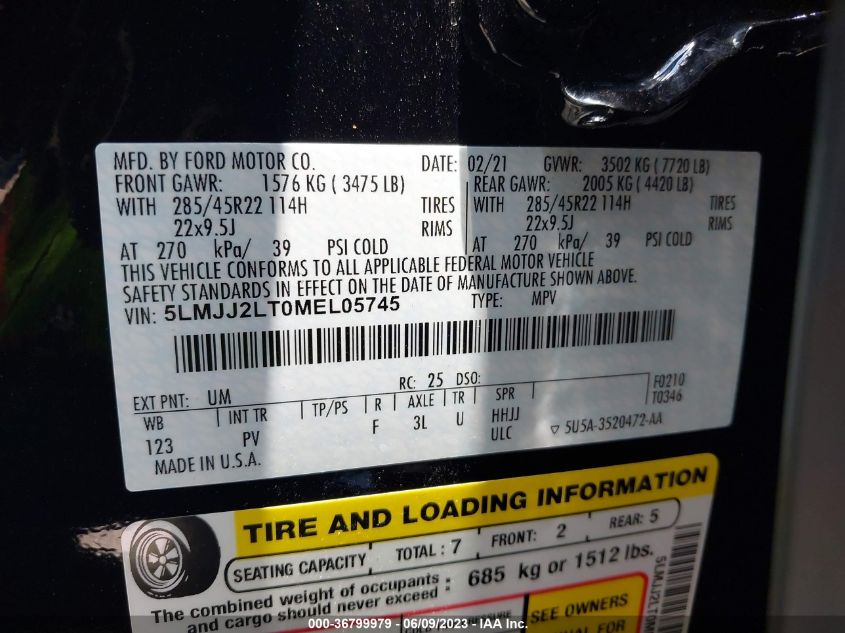 MFD. BY FORD MOTOR CO. DATE: 02/21 GVWR: 3502 KG ( 7720 LB)
FRONT GAWR: 1576 KG ( 3475 LB) REAR GAWR: 2005 KG ( 4420 LB)
WITH 285/45R22 114H TIRES WITH 285/45R22 114H TIRES
22x9.5J RIMS 22x9.5J RIMS
AT 270 kPa/ 39 PSI COLD AT 270 kPa/ 39 PSI COLD
THIS VEHICLE CONFORMS TO ALL APPLICABLE FEDERAL MOTOR VEHICLE
SAFETY STANDARDS IN EFFECT ON THE DATE OF MANUFACTURE SHOWN ABOVE.
VIN: 5LMJJ2LT0MEL05745 TYPE: MPV
EXT PNT: UM RC: 25 DSO: F0210
WB INT TR TP/PS R AXLE TR SPR T0346
123 PV F 3L U HHJJ
ULC 5U5A-3520472-AA
MADE IN U.S.A.
TIRE AND LOADING INFORMATION
SEATING CAPACITY TOTAL : 7 FRONT: 2 REAR: 5
The combined weight of occupants : 685 kg or 1512 lbs.
and cargo should never exceed
SEE OWNERS
MANUAL FOR
000-36799979 - 06/09/2023 - IAA Inc.